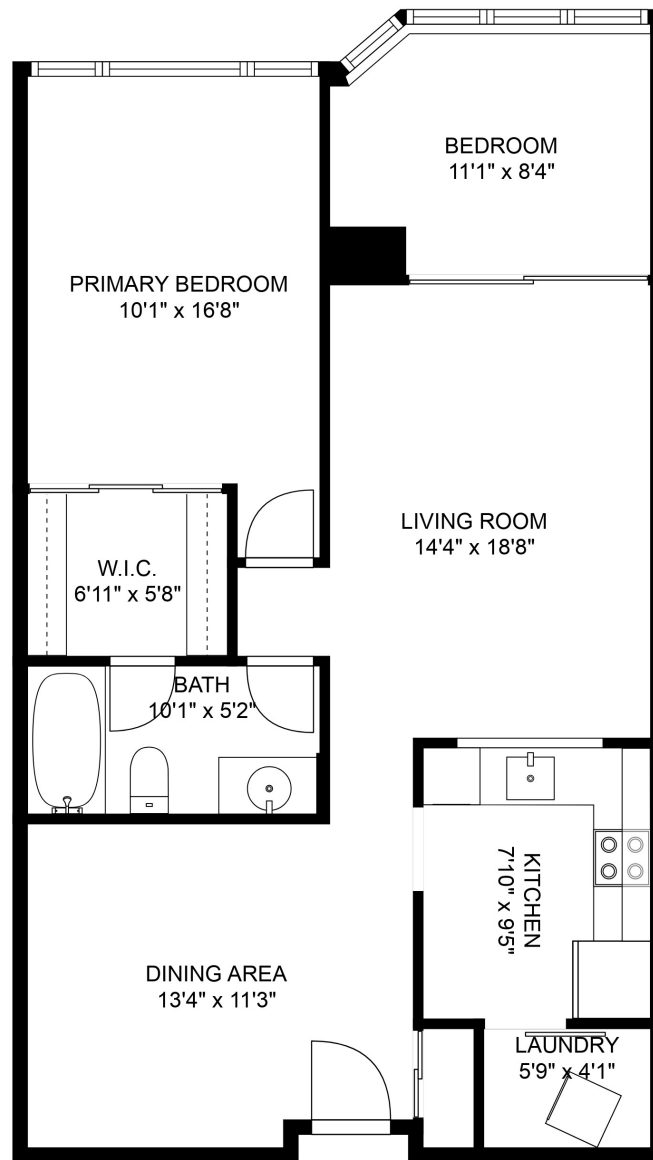 BEDROOM
11'1" x 8'4"
PRIMARY BEDROOM
10'1" x 16'8"
LIVING ROOM
14'4" x 18'8"
W.I.C.
6'11" x 5'8"
BATH
10'1" x 5'2"
KITCHEN
7'10" x 9'5"
DINING AREA
13'4" x 11'3"
LAUNDRY
5'9" x 4'1"